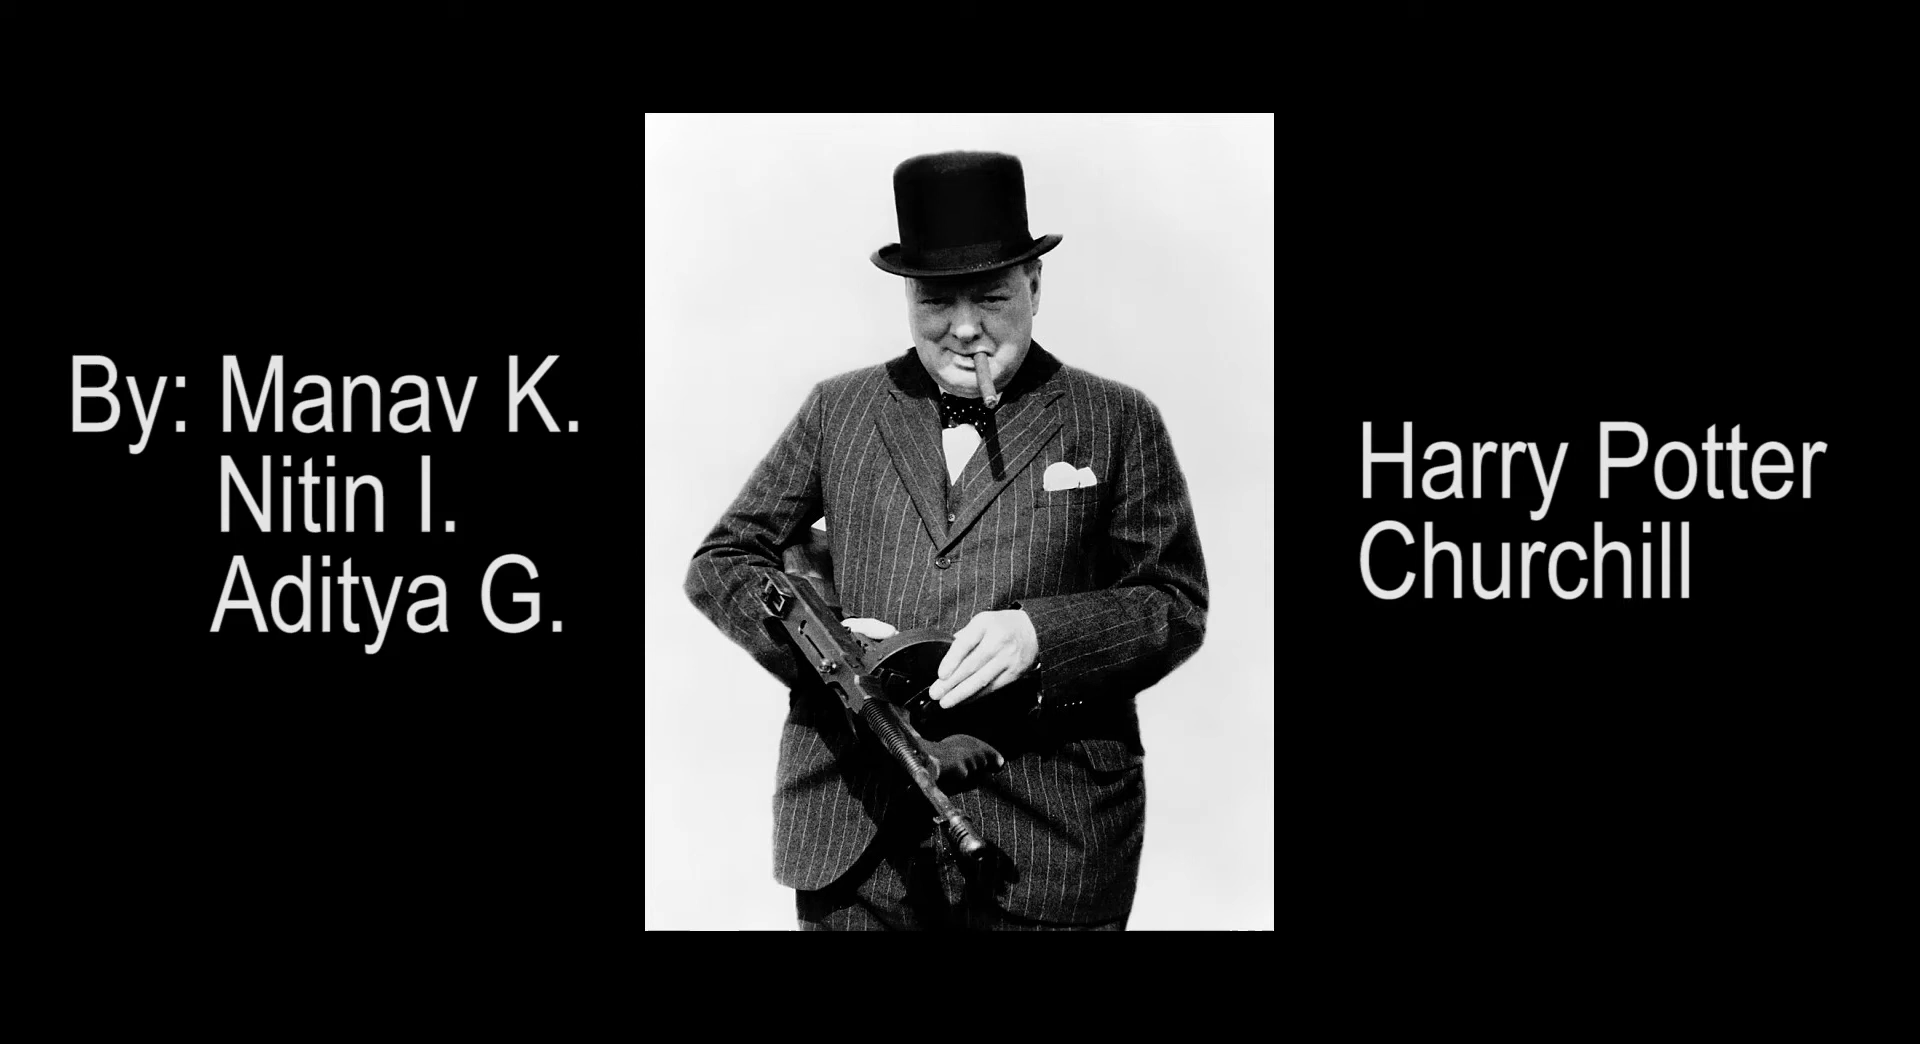 By: Manav K.
Nitin I.
Aditya G.
Harry Potter
Churchill